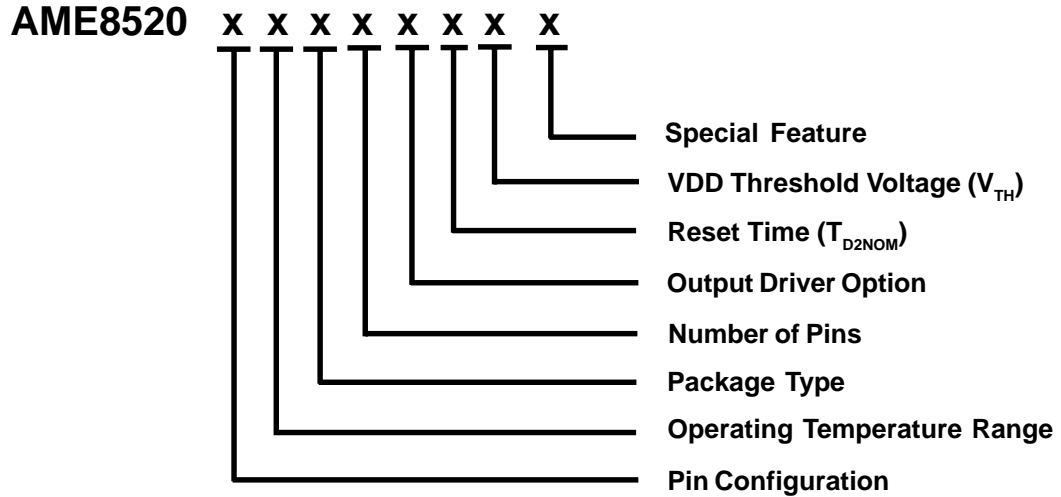 AME8520 x x x x x x x x
Special Feature
VDD Threshold Voltage (VTH)
Reset Time (TD2NOM)
Output Driver Option
Number of Pins
Package Type
Operating Temperature Range
Pin Configuration